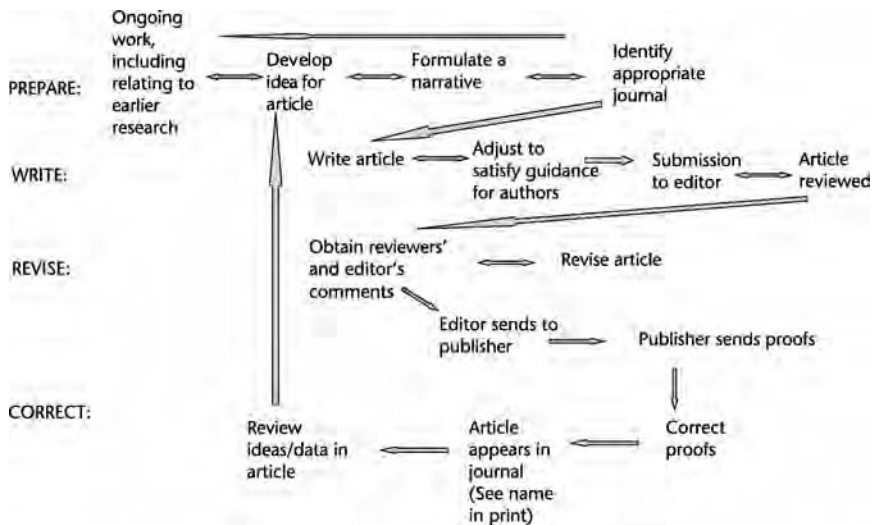 Ongoing
work,
including
relating to
earlier
research
PREPARE:
Develop
idea for
article
Formulate a
narrative
Identify
appropriate
journal
WRITE:
Write article
Adjust to
satisfy guidance
for authors
Submission
to editor
Article
reviewed
REVISE:
Obtain reviewers'
and editor's
comments
Revise article
Editor sends to
publisher
Publisher sends proofs
CORRECT:
Review
ideas/data in
article
Article
appears in
journal
(See name
in print)
Correct
proofs